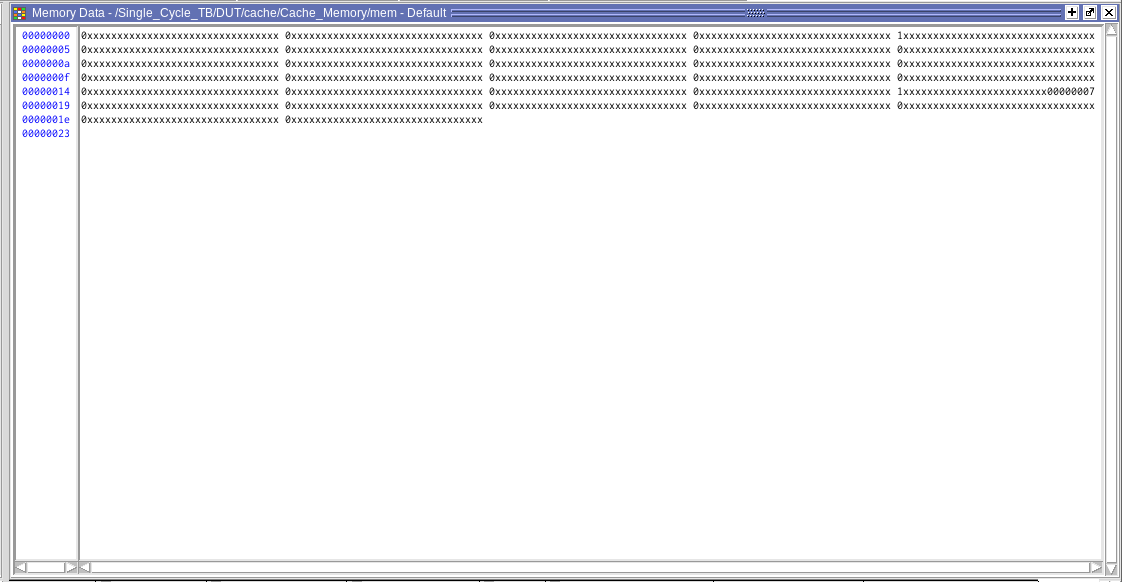 Memory Data - /Single_Cycle_TB/DUT/cache/Cache_Memory/mem - Default
00000000 0xxxxxxxxxxxxxxxxxxxxxxxxxxxxxxxx 0xxxxxxxxxxxxxxxxxxxxxxxxxxxxxxxx 0xxxxxxxxxxxxxxxxxxxxxxxxxxxxxxxx 0xxxxxxxxxxxxxxxxxxxxxxxxxxxxxxxx 1xxxxxxxxxxxxxxxxxxxxxxxxxxxxxxxx
00000005 0xxxxxxxxxxxxxxxxxxxxxxxxxxxxxxxx 0xxxxxxxxxxxxxxxxxxxxxxxxxxxxxxxx 0xxxxxxxxxxxxxxxxxxxxxxxxxxxxxxxx 0xxxxxxxxxxxxxxxxxxxxxxxxxxxxxxxx 0xxxxxxxxxxxxxxxxxxxxxxxxxxxxxxxx
0000000a 0xxxxxxxxxxxxxxxxxxxxxxxxxxxxxxxx 0xxxxxxxxxxxxxxxxxxxxxxxxxxxxxxxx 0xxxxxxxxxxxxxxxxxxxxxxxxxxxxxxxx 0xxxxxxxxxxxxxxxxxxxxxxxxxxxxxxxx 0xxxxxxxxxxxxxxxxxxxxxxxxxxxxxxxx
0000000f 0xxxxxxxxxxxxxxxxxxxxxxxxxxxxxxxx 0xxxxxxxxxxxxxxxxxxxxxxxxxxxxxxxx 0xxxxxxxxxxxxxxxxxxxxxxxxxxxxxxxx 0xxxxxxxxxxxxxxxxxxxxxxxxxxxxxxxx 0xxxxxxxxxxxxxxxxxxxxxxxxxxxxxxxx
00000014 0xxxxxxxxxxxxxxxxxxxxxxxxxxxxxxxx 0xxxxxxxxxxxxxxxxxxxxxxxxxxxxxxxx 0xxxxxxxxxxxxxxxxxxxxxxxxxxxxxxxx 0xxxxxxxxxxxxxxxxxxxxxxxxxxxxxxxx 1xxxxxxxxxxxxxxxxxxxxxxxx00000007
00000019 0xxxxxxxxxxxxxxxxxxxxxxxxxxxxxxxx 0xxxxxxxxxxxxxxxxxxxxxxxxxxxxxxxx 0xxxxxxxxxxxxxxxxxxxxxxxxxxxxxxxx 0xxxxxxxxxxxxxxxxxxxxxxxxxxxxxxxx 0xxxxxxxxxxxxxxxxxxxxxxxxxxxxxxxx
0000001e 0xxxxxxxxxxxxxxxxxxxxxxxxxxxxxxxx 0xxxxxxxxxxxxxxxxxxxxxxxxxxxxxxxx
00000023